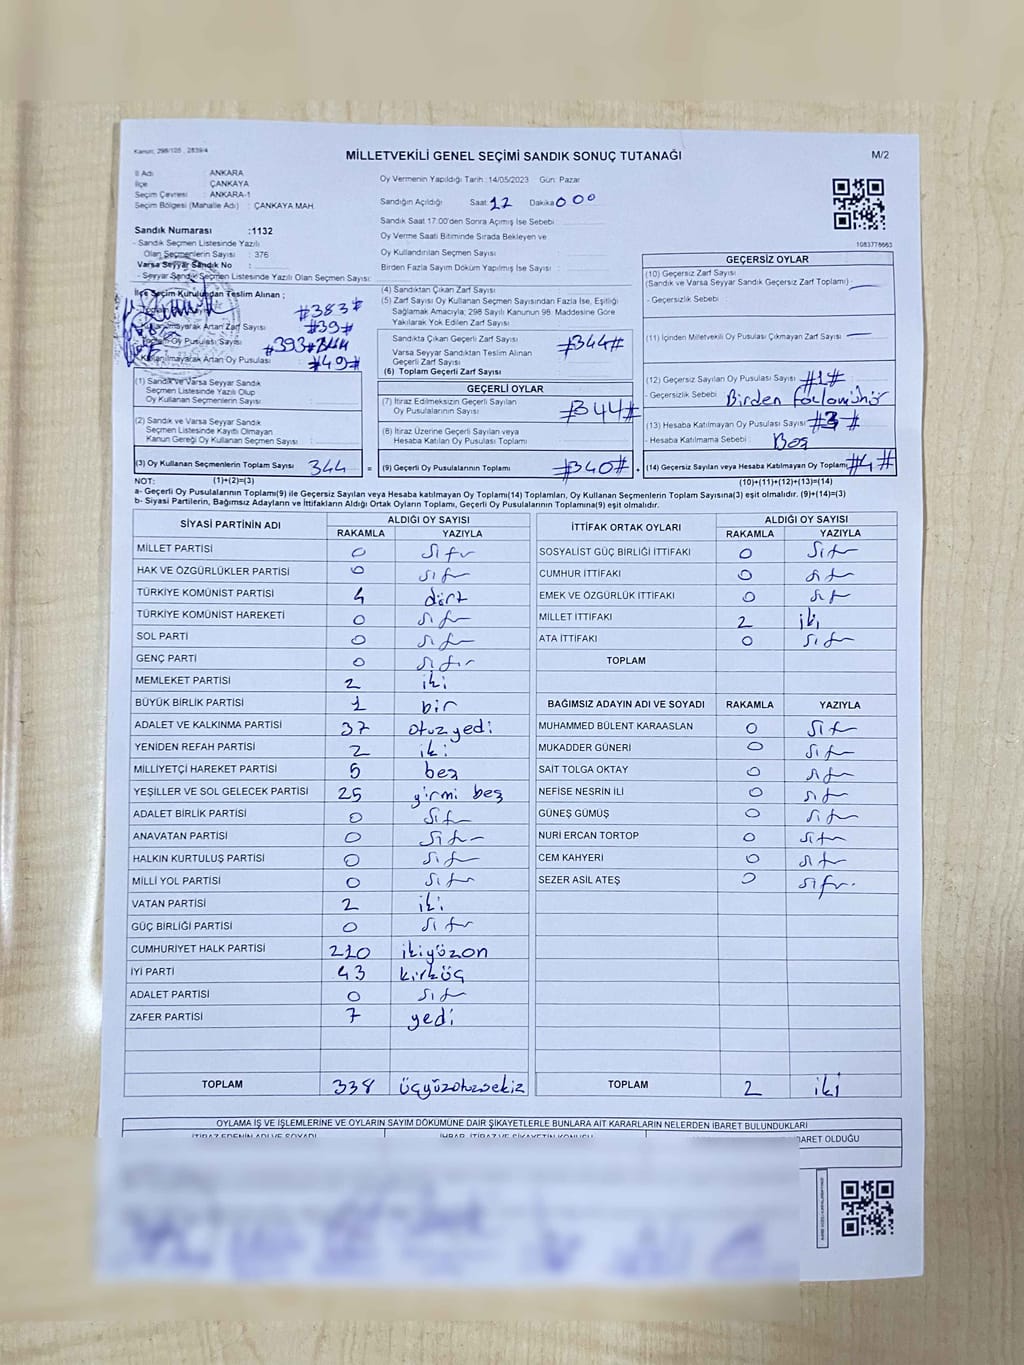 Kanun: 298/105 , 2839/4
MİLLETVEKİLİ GENEL SEÇİMİ SANDIK SONUÇ TUTANAĞI
M/2
İl Adı : ANKARA
İlçe : ÇANKAYA
Seçim Çevresi : ANKARA-1
Seçim Bölgesi (Mahalle Adı) : ÇANKAYA MAH.
Oy Vermenin Yapıldığı Tarih : 14/05/2023 Gün: Pazar
Sandığın Açıldığı Saat: 17 Dakika: 000
Sandık Saat 17:00'den Sonra Açılmış İse Sebebi :
Oy Verme Saati Bitiminde Sırada Bekleyen ve
Oy Kullandırılan Seçmen Sayısı :
Birden Fazla Sayım Döküm Yapılmış İse Sayısı :
1083778663
Sandık Numarası :1132
- Sandık Seçmen Listesinde Yazılı
Olan Seçmenlerin Sayısı : 376
Varsa Seyyar Sandık No :
- Seyyar Sandık Seçmen Listesinde Yazılı Olan Seçmen Sayısı:
İlçe Seçim Kurulundan Teslim Alınan ;
#383#
Kullanılmayarak Artan Zarf Sayısı #39#
Toplam Oy Pusulası Sayısı #393#
Kullanılmayarak Artan Oy Pusulası : #49#
(1) Sandık ve Varsa Seyyar Sandık
Seçmen Listesinde Yazılı Olup
Oy Kullanan Seçmenlerin Sayısı :
(2) Sandık ve Varsa Seyyar Sandık
Seçmen Listesinde Kayıtlı Olmayan
Kanun Gereği Oy Kullanan Seçmen Sayısı :
(3) Oy Kullanan Seçmenlerin Toplam Sayısı 344 =
(4) Sandıktan Çıkan Zarf Sayısı :
(5) Zarf Sayısı Oy Kullanan Seçmen Sayısından Fazla İse, Eşitliği
Sağlamak Amacıyla; 298 Sayılı Kanunun 98. Maddesine Göre
Yakılarak Yok Edilen Zarf Sayısı :
Sandıkta Çıkan Geçerli Zarf Sayısı : #344#
Varsa Seyyar Sandıktan Teslim Alınan
Geçerli Zarf Sayısı :
(6) Toplam Geçerli Zarf Sayısı :
GEÇERLİ OYLAR
(7) İtiraz Edilmeksizin Geçerli Sayılan
Oy Pusulalarının Sayısı : #344#
(8) İtiraz Üzerine Geçerli Sayılan veya
Hesaba Katılan Oy Pusulası Toplamı :
(9) Geçerli Oy Pusulalarının Toplamı : #340#
GEÇERSİZ OYLAR
(10) Geçersiz Zarf Sayısı
(Sandık ve Varsa Seyyar Sandık Geçersiz Zarf Toplamı) :
- Geçersizlik Sebebi :
(11) İçinden Milletvekili Oy Pusulası Çıkmayan Zarf Sayısı :
(12) Geçersiz Sayılan Oy Pusulası Sayısı : #1#
- Geçersizlik Sebebi : Birden fazla mühür
(13) Hesaba Katılmayan Oy Pusulası Sayısı : #3#
- Hesaba Katılmama Sebebi : Boş
(14) Geçersiz Sayılan veya Hesaba Katılmayan Oy Toplamı : #4#
NOT: (1)+(2)=(3)
(10)+(11)+(12)+(13)=(14)
a- Geçerli Oy Pusulalarının Toplamı(9) ile Geçersiz Sayılan veya Hesaba katılmayan Oy Toplamı(14) Toplamları, Oy Kullanan Seçmenlerin Toplam Sayısına(3) eşit olmalıdır. (9)+(14)=(3)
b- Siyasi Partilerin, Bağımsız Adayların ve İttifakların Aldığı Ortak Oyların Toplamı, Geçerli Oy Pusulalarının Toplamına(9) eşit olmalıdır.
SİYASİ PARTİNİN ADI
ALDIĞI OY SAYISI
RAKAMLA YAZIYLA
MİLLET PARTİSİ 0 sıfır
HAK VE ÖZGÜRLÜKLER PARTİSİ 0 sıfır
TÜRKİYE KOMÜNİST PARTİSİ 4 dört
TÜRKİYE KOMÜNİST HAREKETİ 0 sıfır
SOL PARTİ 0 sıfır
GENÇ PARTİ 0 sıfır
MEMLEKET PARTİSİ 2 iki
BÜYÜK BİRLİK PARTİSİ 1 bir
ADALET VE KALKINMA PARTİSİ 37 otuz yedi
YENİDEN REFAH PARTİSİ 2 iki
MİLLİYETÇİ HAREKET PARTİSİ 5 beş
YEŞİLLER VE SOL GELECEK PARTİSİ 25 yirmi beş
ADALET BİRLİK PARTİSİ 0 sıfır
ANAVATAN PARTİSİ 0 sıfır
HALKIN KURTULUŞ PARTİSİ 0 sıfır
MİLLİ YOL PARTİSİ 0 sıfır
VATAN PARTİSİ 2 iki
GÜÇ BİRLİĞİ PARTİSİ 0 sıfır
CUMHURİYET HALK PARTİSİ 210 ikiyüzon
İYİ PARTİ 43 kırküç
ADALET PARTİSİ 0 sıfır
ZAFER PARTİSİ 7 yedi
TOPLAM 338 üçyüzotuzsekiz
İTTİFAK ORTAK OYLARI
ALDIĞI OY SAYISI
RAKAMLA YAZIYLA
SOSYALİST GÜÇ BİRLİĞİ İTTİFAKI 0 sıfır
CUMHUR İTTİFAKI 0 sıfır
EMEK VE ÖZGÜRLÜK İTTİFAKI 0 sıfır
MİLLET İTTİFAKI 2 iki
ATA İTTİFAKI 0 sıfır
TOPLAM
BAĞIMSIZ ADAYIN ADI VE SOYADI RAKAMLA YAZIYLA
MUHAMMED BÜLENT KARAASLAN 0 sıfır
MUKADDER GÜNERİ 0 sıfır
SAİT TOLGA OKTAY 0 sıfır
NEFİSE NESRİN İLİ 0 sıfır
GÜNEŞ GÜMÜŞ 0 sıfır
NURİ ERCAN TORTOP 0 sıfır
CEM KAHYERİ 0 sıfır
SEZER ASİL ATEŞ 0 sıfır.
TOPLAM 2 iki
OYLAMA İŞ VE İŞLEMLERİNE VE OYLARIN SAYIM DÖKÜMÜNE DAİR ŞİKAYETLERLE BUNLARA AİT KARARLARIN NELERDEN İBARET BULUNDUKLARI
İTİRAZ EDENİN ADI VE SOYADI İHBAR, İTİRAZ VE ŞİKAYETİN KONUSU İBARET OLDUĞU